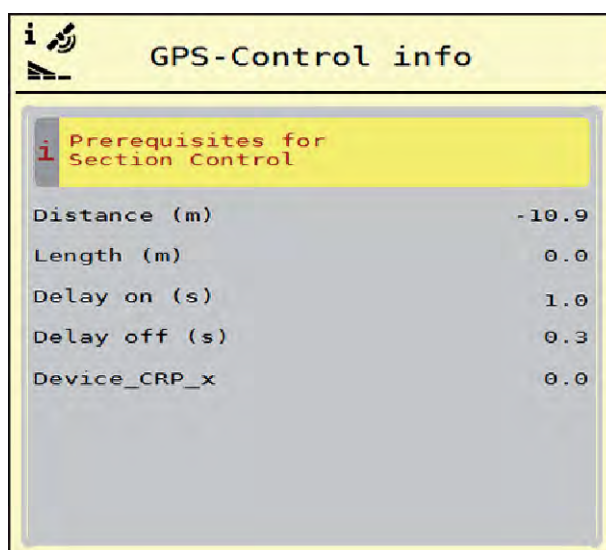 i
GPS-Control info
i
Prerequisites for
Section Control
Distance (m) -10.9
Length (m) 0.0
Delay on (s) 1.0
Delay off (s) 0.3
Device_CRP_x 0.0